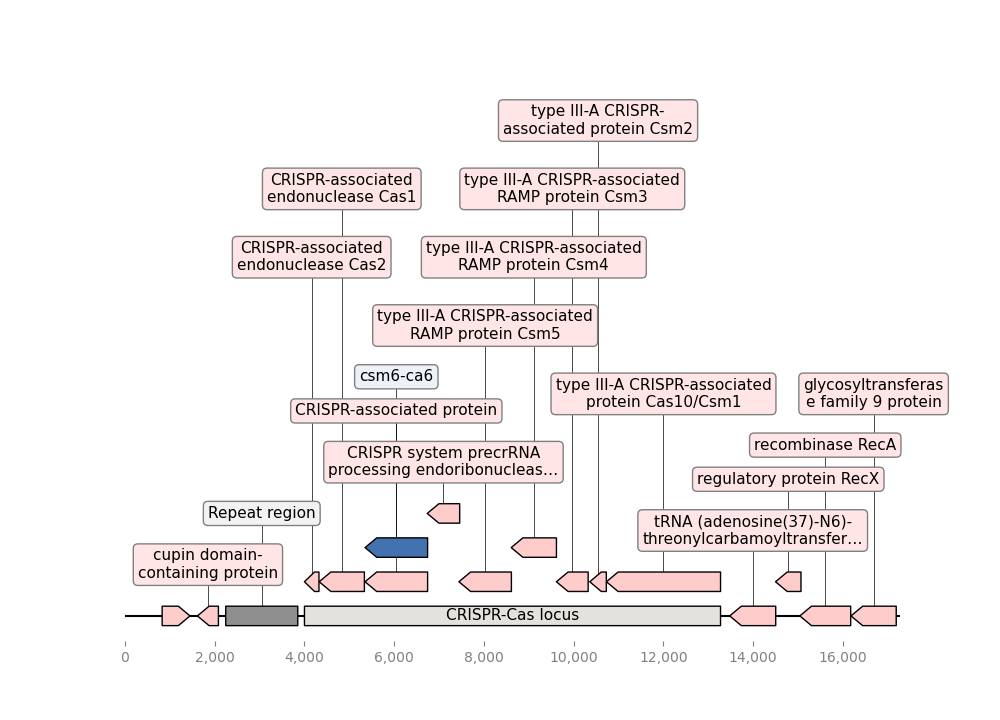 type III-A CRISPR-
associated protein Csm2
CRISPR-associated
endonuclease Cas1
type III-A CRISPR-associated
RAMP protein Csm3
CRISPR-associated
endonuclease Cas2
type III-A CRISPR-associated
RAMP protein Csm4
type III-A CRISPR-associated
RAMP protein Csm5
csm6-ca6
type III-A CRISPR-associated
protein Cas10/Csm1
glycosyltransferas
e family 9 protein
CRISPR-associated protein
recombinase RecA
CRISPR system precrRNA
processing endoribonucleas…
regulatory protein RecX
Repeat region
tRNA (adenosine(37)-N6)-
threonylcarbamoyltransfer…
cupin domain-
containing protein
CRISPR-Cas locus
0 2,000 4,000 6,000 8,000 10,000 12,000 14,000 16,000